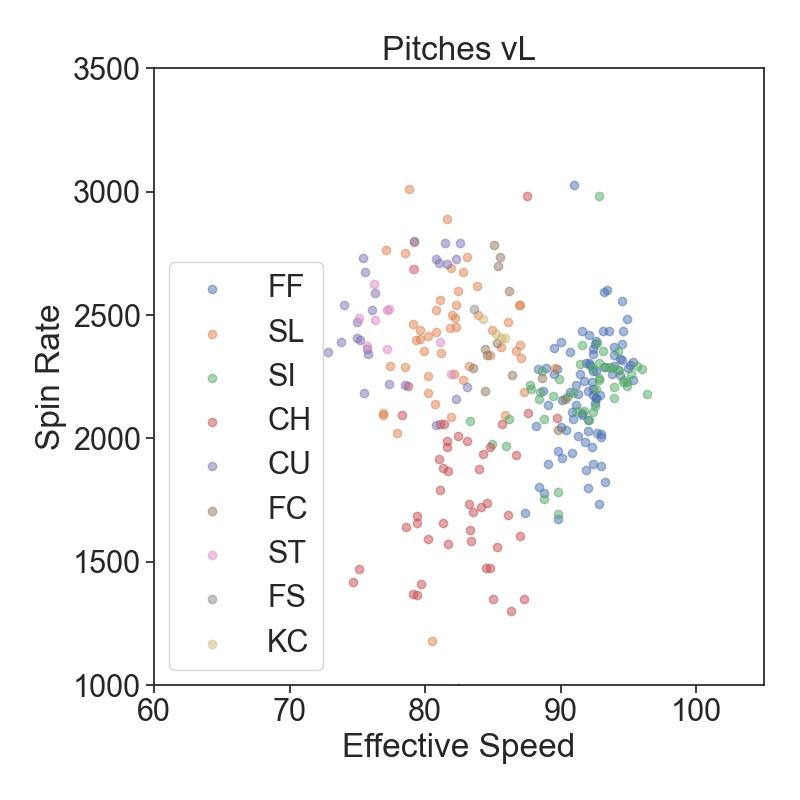 Pitches vL
3500
3000
2500
2000
1500
1000
Spin Rate
FF
SL
SI
CH
CU
FC
ST
FS
KC
60 70 80 90 100
Effective Speed